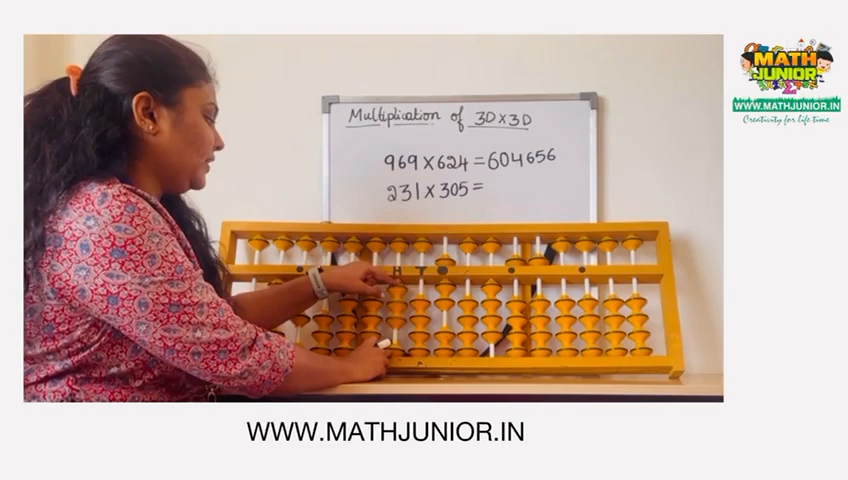 MATH
JUNIOR
WWW.MATHJUNIOR.IN
Creativity for life time
Multiplication of 3D x 3D
969 x 624 = 604656
231 x 305 =
H T
WWW.MATHJUNIOR.IN